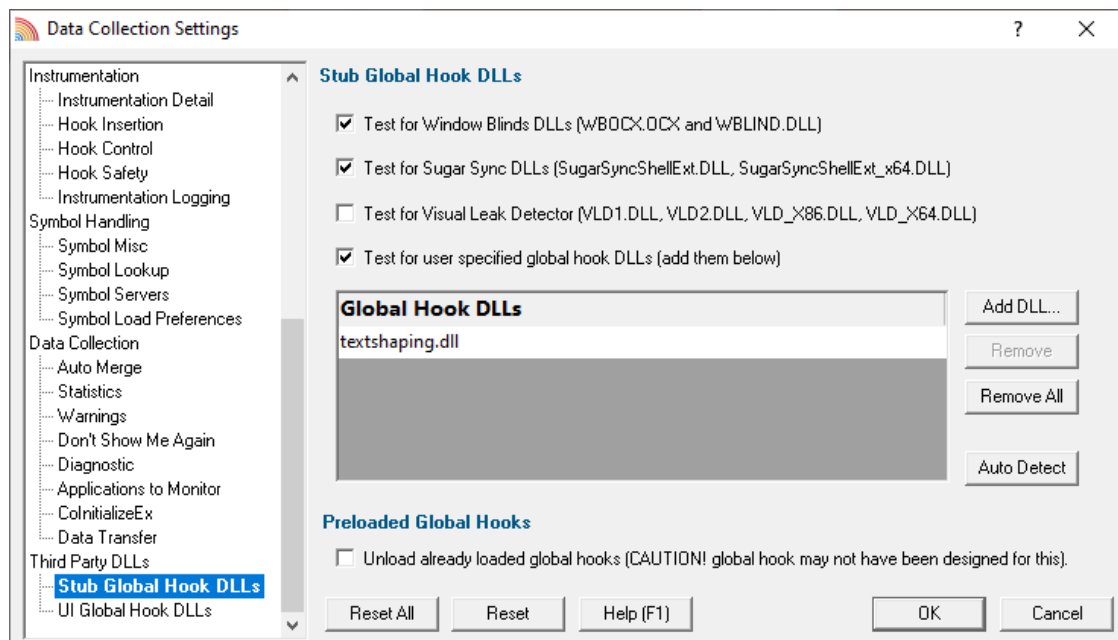 Data Collection Settings
?
Instrumentation
Instrumentation Detail
Hook Insertion
Hook Control
Hook Safety
Instrumentation Logging
Symbol Handling
Symbol Misc
Symbol Lookup
Symbol Servers
Symbol Load Preferences
Data Collection
Auto Merge
Statistics
Warnings
Don't Show Me Again
Diagnostic
Applications to Monitor
CoInitializeEx
Data Transfer
Third Party DLLs
Stub Global Hook DLLs
UI Global Hook DLLs
Stub Global Hook DLLs
Test for Window Blinds DLLs (WBOCX.OCX and WBLIND.DLL)
Test for Sugar Sync DLLs (SugarSyncShellExt.DLL, SugarSyncShellExt_x64.DLL)
Test for Visual Leak Detector (VLD1.DLL, VLD2.DLL, VLD_X86.DLL, VLD_X64.DLL)
Test for user specified global hook DLLs (add them below)
Global Hook DLLs
textshaping.dll
Add DLL...
Remove
Remove All
Auto Detect
Preloaded Global Hooks
Unload already loaded global hooks (CAUTION! global hook may not have been designed for this).
Reset All
Reset
Help (F1)
OK
Cancel